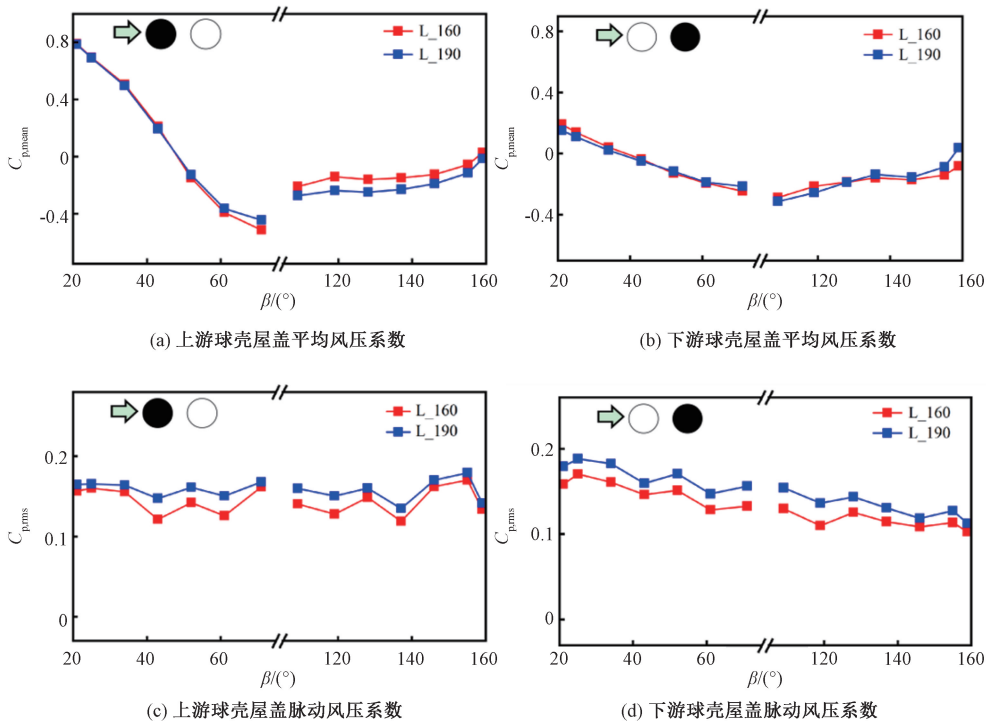 L_160
L_190
0.8
0.4
0
-0.4
C p,mean
20 40 60 120 140 160
β/(°)
(a) 上游球壳屋盖平均风压系数
L_160
L_190
0.8
0.4
0
-0.4
C p,mean
20 40 60 120 140 160
β/(°)
(b) 下游球壳屋盖平均风压系数
L_160
L_190
0.2
0.1
0
C p,rms
20 40 60 120 140 160
β/(°)
(c) 上游球壳屋盖脉动风压系数
L_160
L_190
0.2
0.1
0
C p,rms
20 40 60 120 140 160
β/(°)
(d) 下游球壳屋盖脉动风压系数